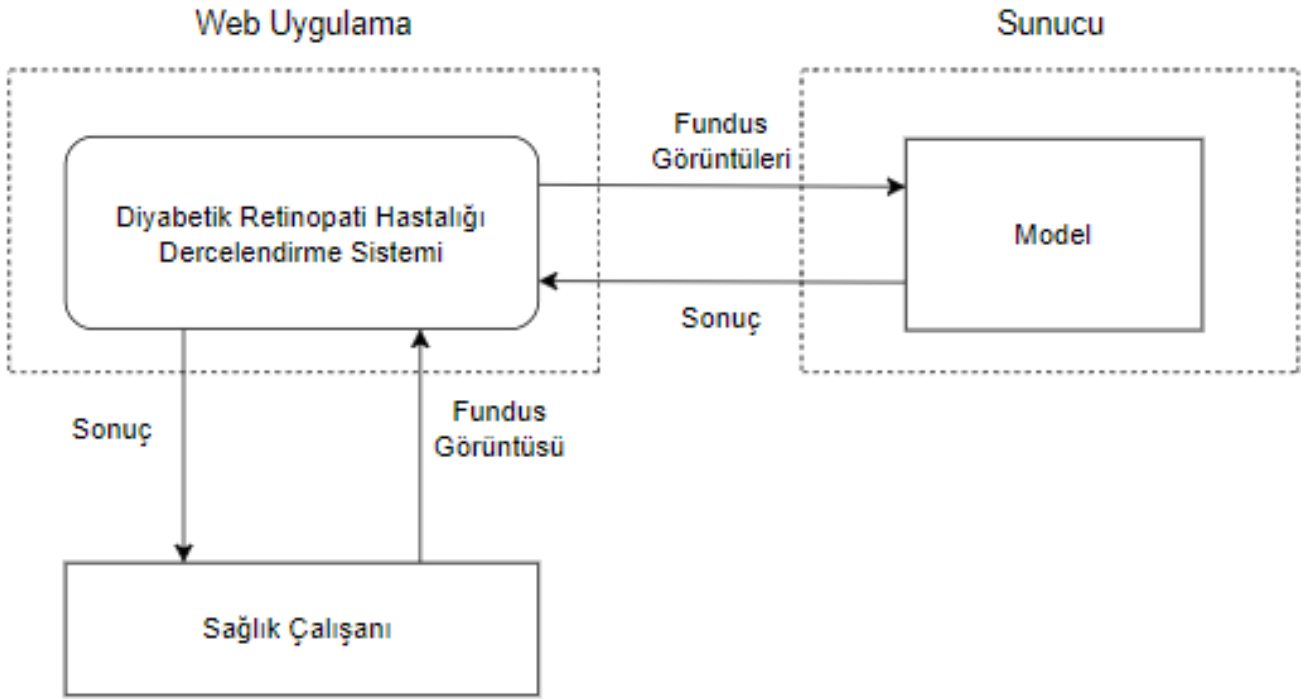 Web Uygulama
Sunucu
Fundus
Görüntüleri
Diyabetik Retinopati Hastalığı
Dercelendirme Sistemi
Model
Sonuç
Sonuç
Fundus
Görüntüsü
Sağlık Çalışanı